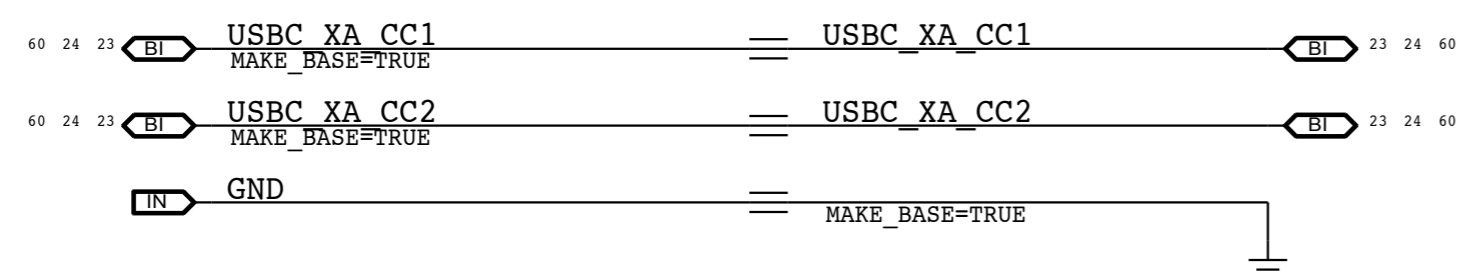 60 24 23 BI USBC_XA_CC1 USBC_XA_CC1 BI 23 24 60
MAKE_BASE=TRUE
60 24 23 BI USBC_XA_CC2 USBC_XA_CC2 BI 23 24 60
MAKE_BASE=TRUE
IN GND
MAKE_BASE=TRUE